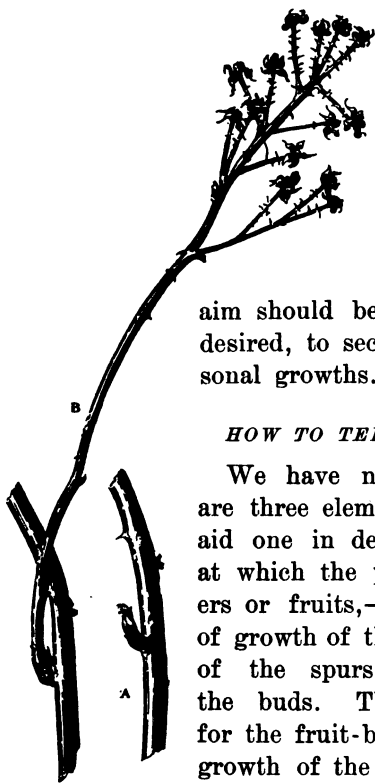 aim should be
desired, to sec
sonal growths.
B
HOW TO TE
We have n
are three elem
aid one in de
at which the
ers or fruits,—
of growth of t
of the spurs
the buds. T
for the fruit-b
A
growth of the